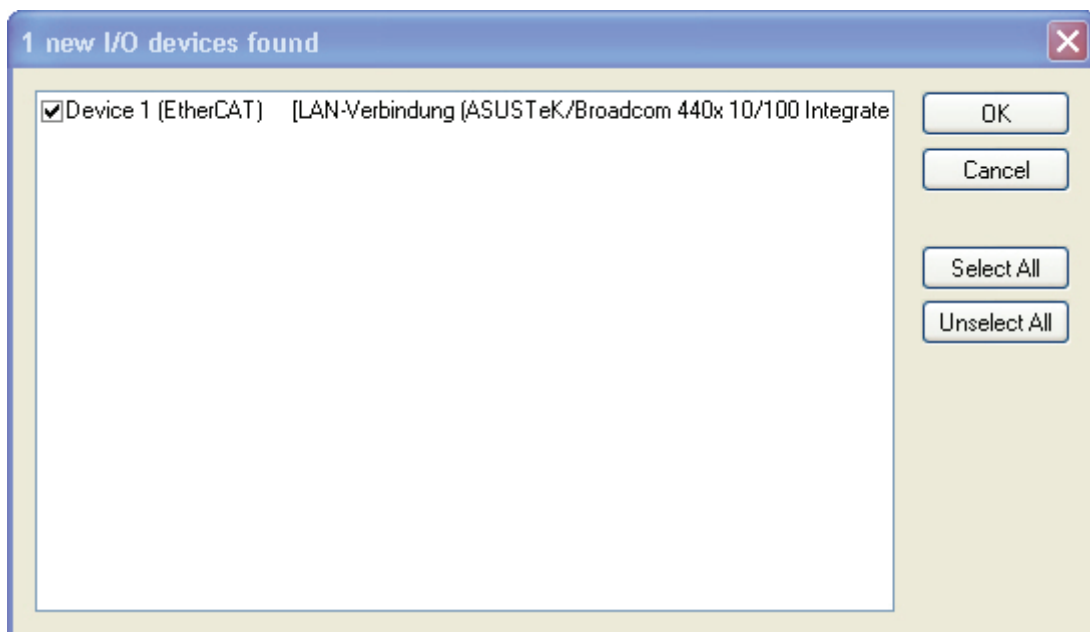 1 new I/O devices found
Device 1 (EtherCAT) [LAN-Verbindung (ASUSTeK/Broadcom 440x 10/100 Integrate
OK
Cancel
Select All
Unselect All